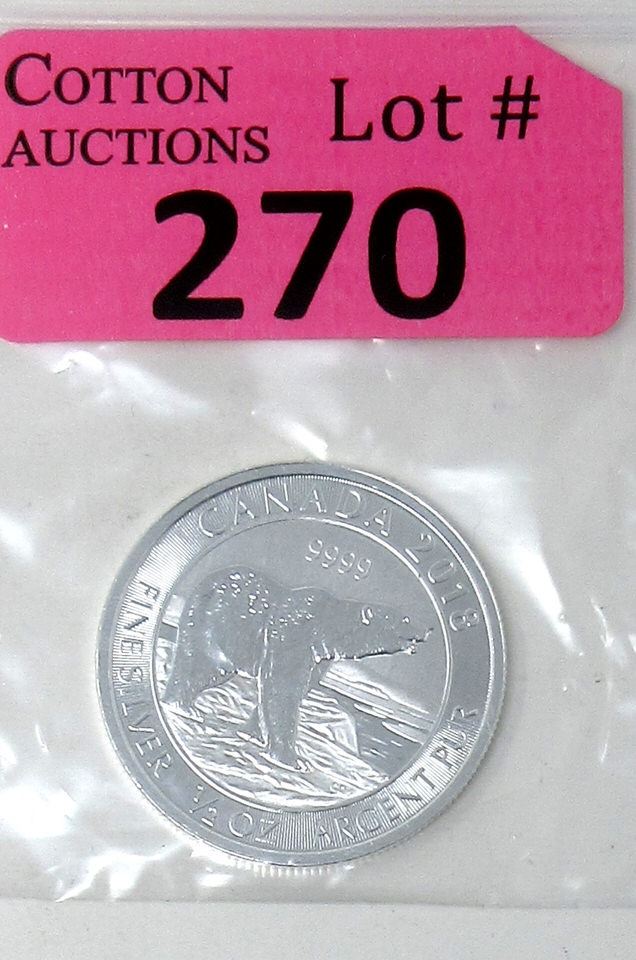 COTTON
AUCTIONS
Lot #
270
CANADA 2018
9999
FINE SILVER 1/2 OZ ARGENT PUR